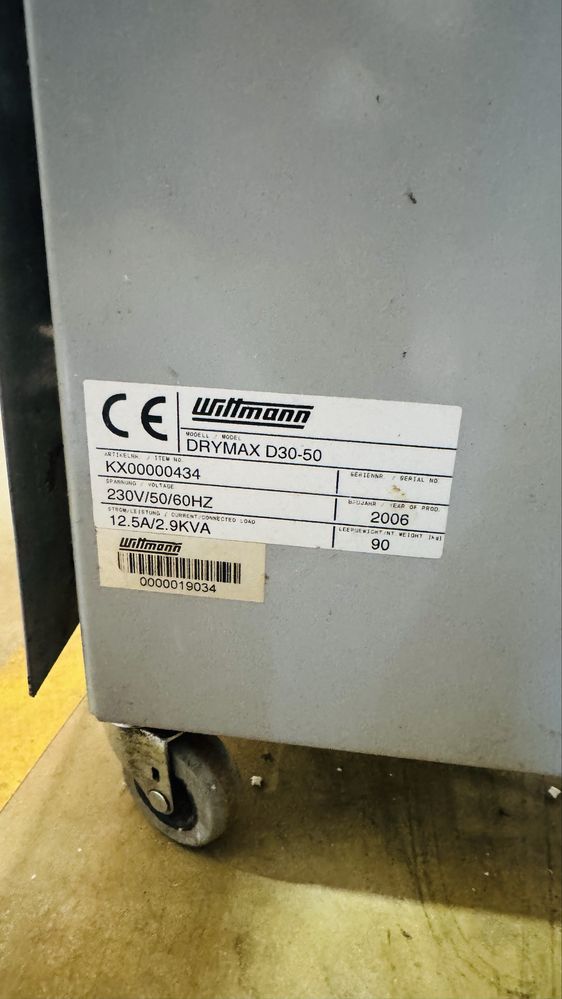 CE
Wittmann
MODELL / MODEL
DRYMAX D30-50
ARTIKELNR. / ITEM NO.
KX00000434
SERIENNR. / SERIAL NO.
SPANNUNG / VOLTAGE
230V/50/60HZ
BAUJAHR / YEAR OF PROD.
2006
STROM/LEISTUNG / CURRENT/CONNECTED LOAD
12.5A/2.9KVA
LEERGEWICHT/NT WEIGHT [kg]
90
Wittmann
0000019034